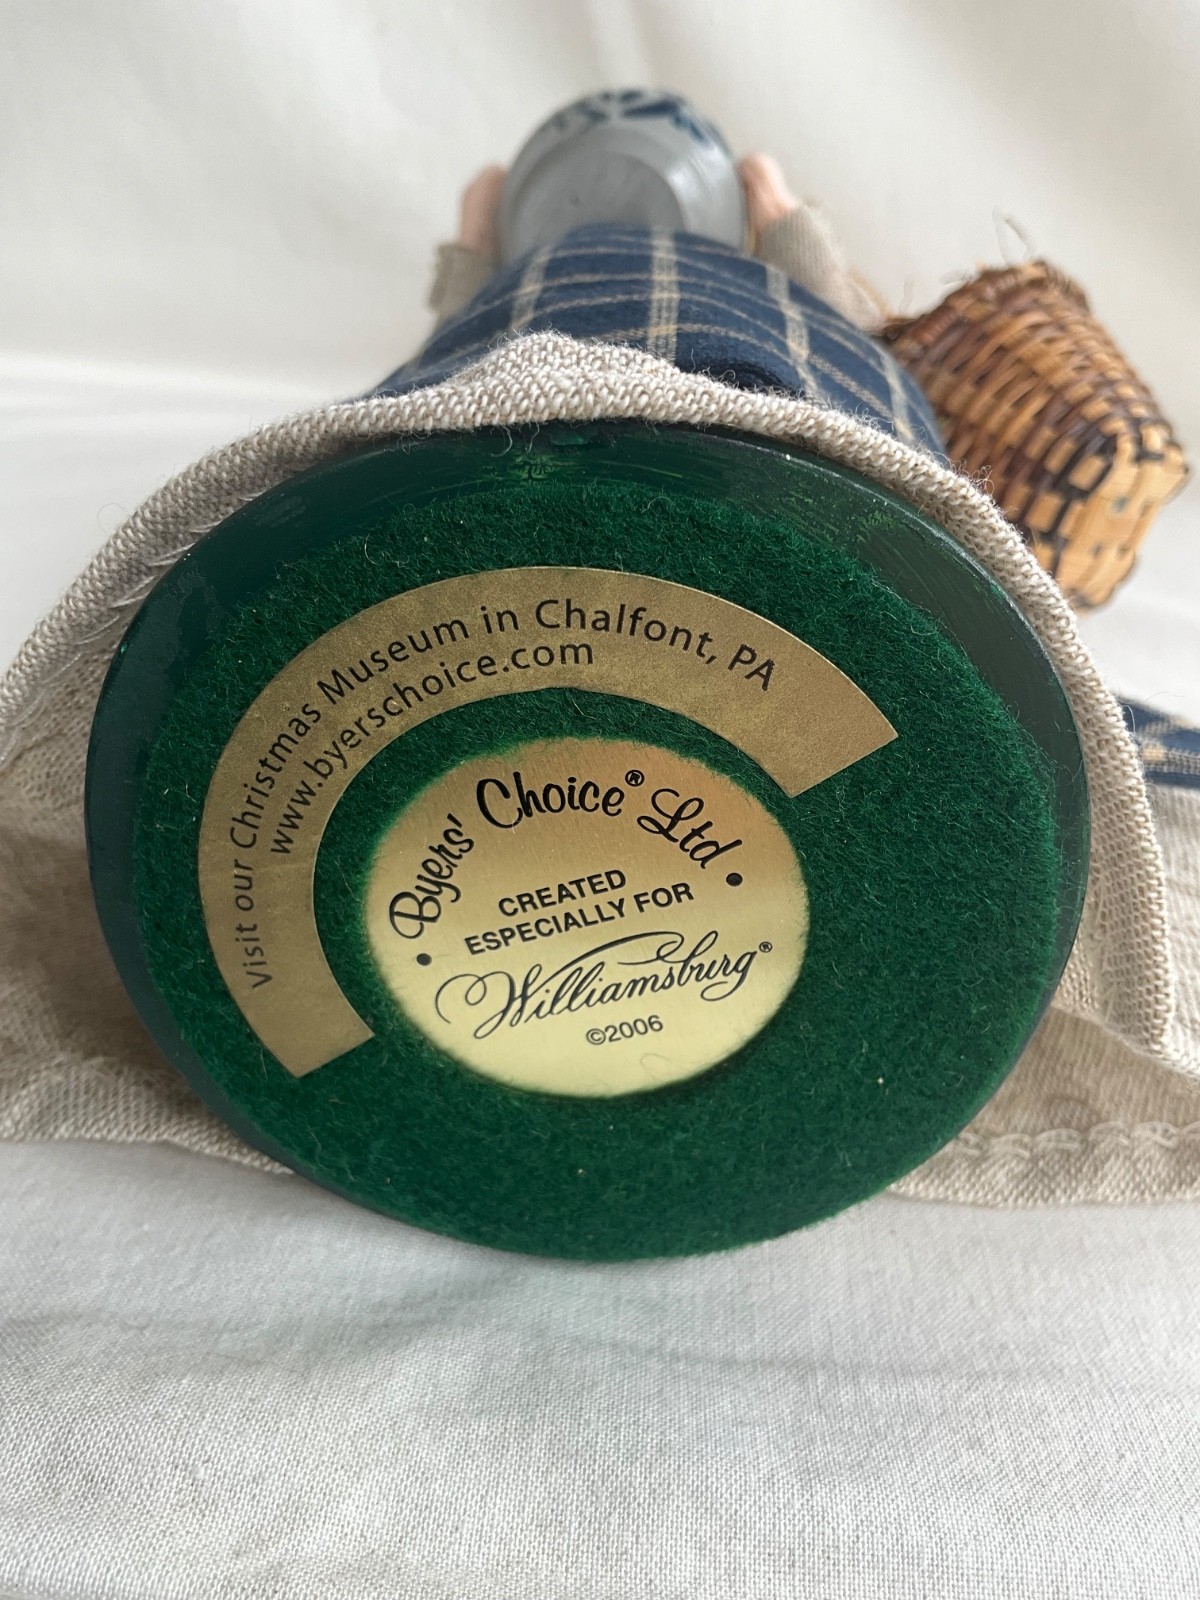 Visit our Christmas Museum in Chalfont, PA
www.byerschoice.com
Byers' Choice® Ltd
CREATED
ESPECIALLY FOR
Williamsburg®
©2006